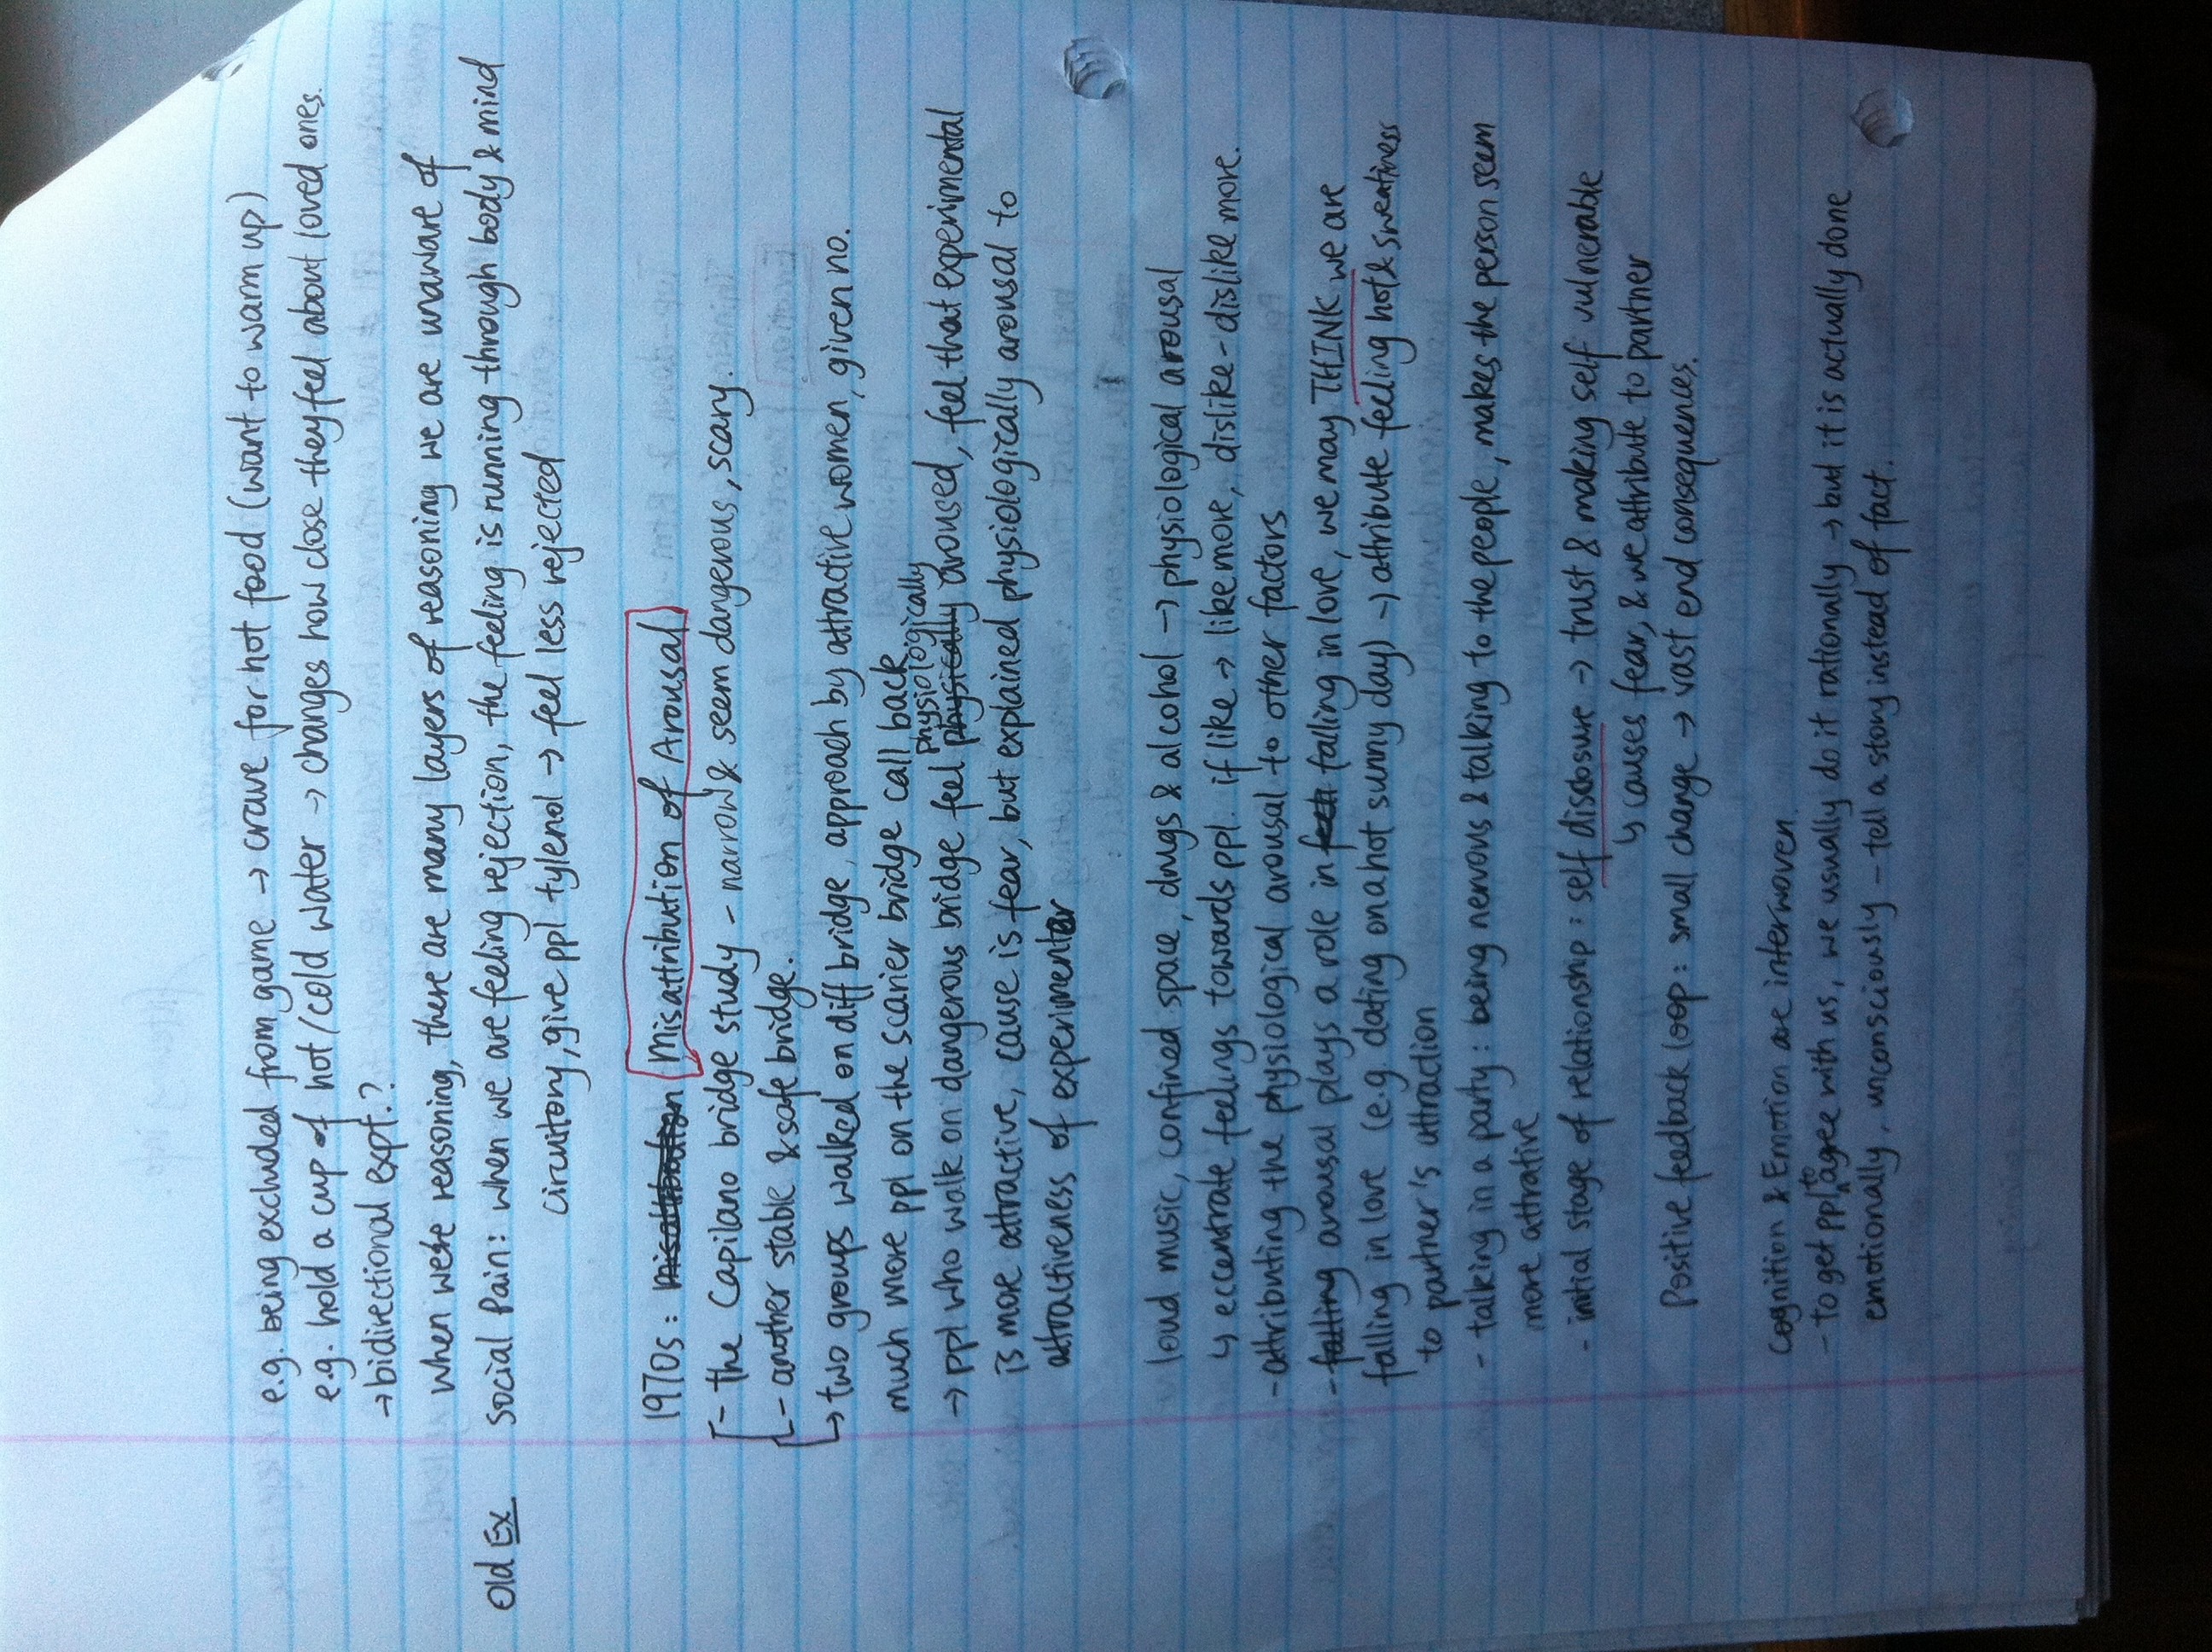 e.g. being excluded from game → crave for hot food (want to warm up)
e.g. hold a cup of hot/cold water → changes how close they feel about loved ones.
→ bidirectional expt.?
when we're reasoning, there are many layers of reasoning we are unaware of
Old Ex social Pain: when we are feeling rejection, the feeling is running through body & mind
circuitory, give ppl tylenol → feel less rejected
1970s: Misattribution Misattribution of Arousal
- the Capilano bridge study - narrow & seem dangerous, scary.
- another stable & safe bridge.
↳ two groups walked on diff bridge, approach by attractive women, given no.
much more ppl on the scarier bridge call back
physiologically
→ ppl who walk on dangerous bridge feel physically aroused, feel that experimental
is more attractive, cause is fear, but explained physiologically arousal to
attractiveness of experimenter
loud music, confined space, drugs & alcohol → physiological arousal
↳ eccentrate feelings towards ppl. if like → like more, dislike - dislike more.
- attributing the physiological arousal to other factors
- falling arousal plays a role in feeli falling in love, we may THINK we are
falling in love (e.g. dating on a hot sunny day) → attribute feeling hot & sweatiness
to partner's attraction
- talking in a party: being nervous & talking to the people, makes the person seem
more attrative
- initial stage of relationship: self disclosure → trust & making self vulnerable
↳ causes fear, & we attribute to partner
Positive feedback loop: small change → vast end consequences.
Cognition & Emotion are interwoven.
- to get ppl to agree with us, we usually do it rationally → but it is actually done
emotionally, unconsciously - tell a story instead of fact.